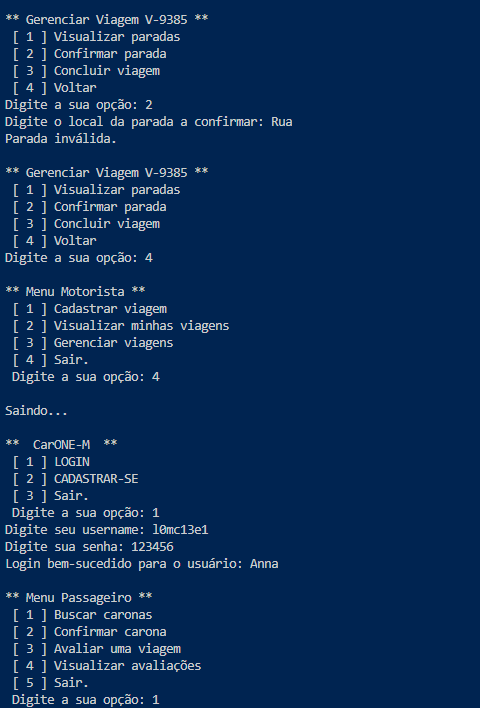 ** Gerenciar Viagem V-9385 **
[ 1 ] Visualizar paradas
[ 2 ] Confirmar parada
[ 3 ] Concluir viagem
[ 4 ] Voltar
Digite a sua opção: 2
Digite o local da parada a confirmar: Rua
Parada inválida.
** Gerenciar Viagem V-9385 **
[ 1 ] Visualizar paradas
[ 2 ] Confirmar parada
[ 3 ] Concluir viagem
[ 4 ] Voltar
Digite a sua opção: 4
** Menu Motorista **
[ 1 ] Cadastrar viagem
[ 2 ] Visualizar minhas viagens
[ 3 ] Gerenciar viagens
[ 4 ] Sair.
Digite a sua opção: 4
Saindo...
**  CarONE-M  **
[ 1 ] LOGIN
[ 2 ] CADASTRAR-SE
[ 3 ] Sair.
Digite a sua opção: 1
Digite seu username: l0mc13e1
Digite sua senha: 123456
Login bem-sucedido para o usuário: Anna
** Menu Passageiro **
[ 1 ] Buscar caronas
[ 2 ] Confirmar carona
[ 3 ] Avaliar uma viagem
[ 4 ] Visualizar avaliações
[ 5 ] Sair.
Digite a sua opção: 1